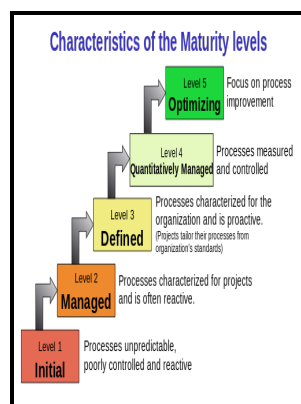 Characteristics of the Maturity levels
Level 5
Optimizing
Focus on process
improvement
Level 4
Quantitatively Managed
Processes measured
and controlled
Level 3
Defined
Processes characterized for the
organization and is proactive.
(Projects tailor their processes from
organization's standards)
Level 2
Managed
Processes characterized for projects
and is often reactive.
Level 1
Initial
Processes unpredictable,
poorly controlled and reactive